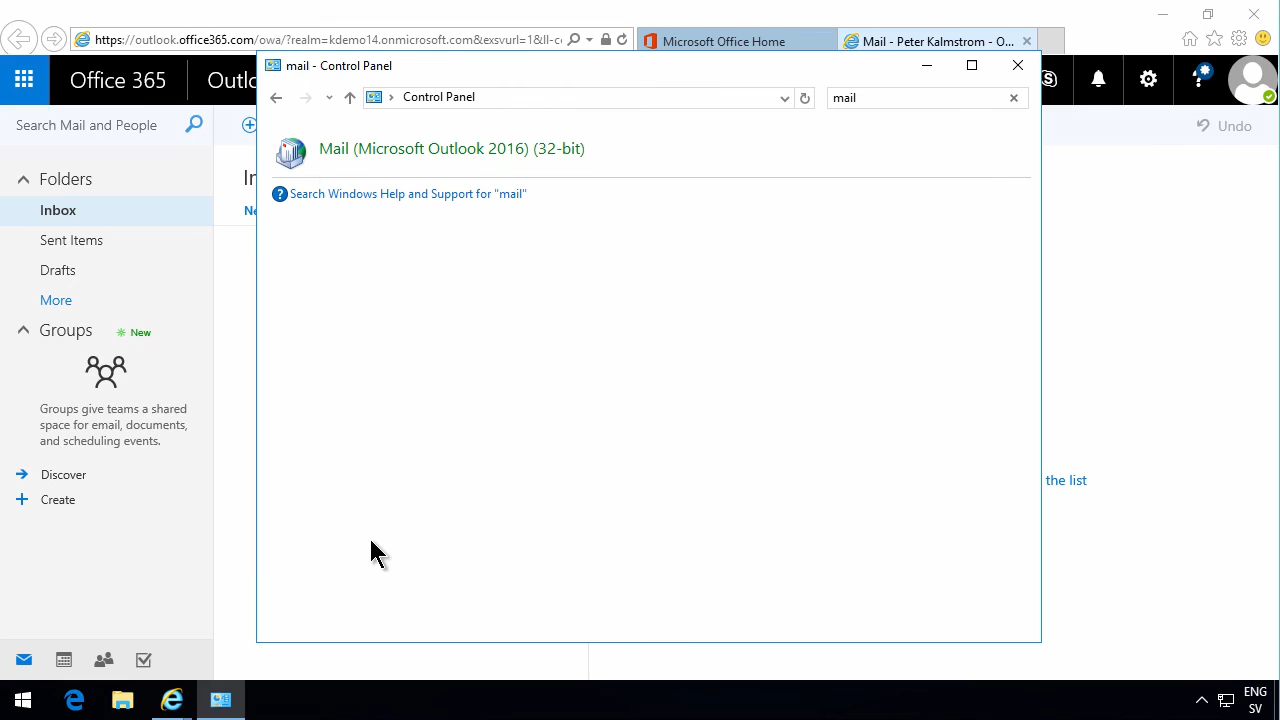 https://outlook.office365.com/owa/?realm=kdemo14.onmicrosoft.com&exsvurl=1&ll-c
Microsoft Office Home
Mail - Peter Kalmstrom - O...
Office 365
Outlo
mail - Control Panel
Control Panel
mail
Search Mail and People
Undo
Mail (Microsoft Outlook 2016) (32-bit)
Search Windows Help and Support for "mail"
Folders
In
Inbox
Ne
Sent Items
Drafts
More
Groups
New
Groups give teams a shared
space for email, documents,
and scheduling events.
Discover
Create
the list
ENG
SV